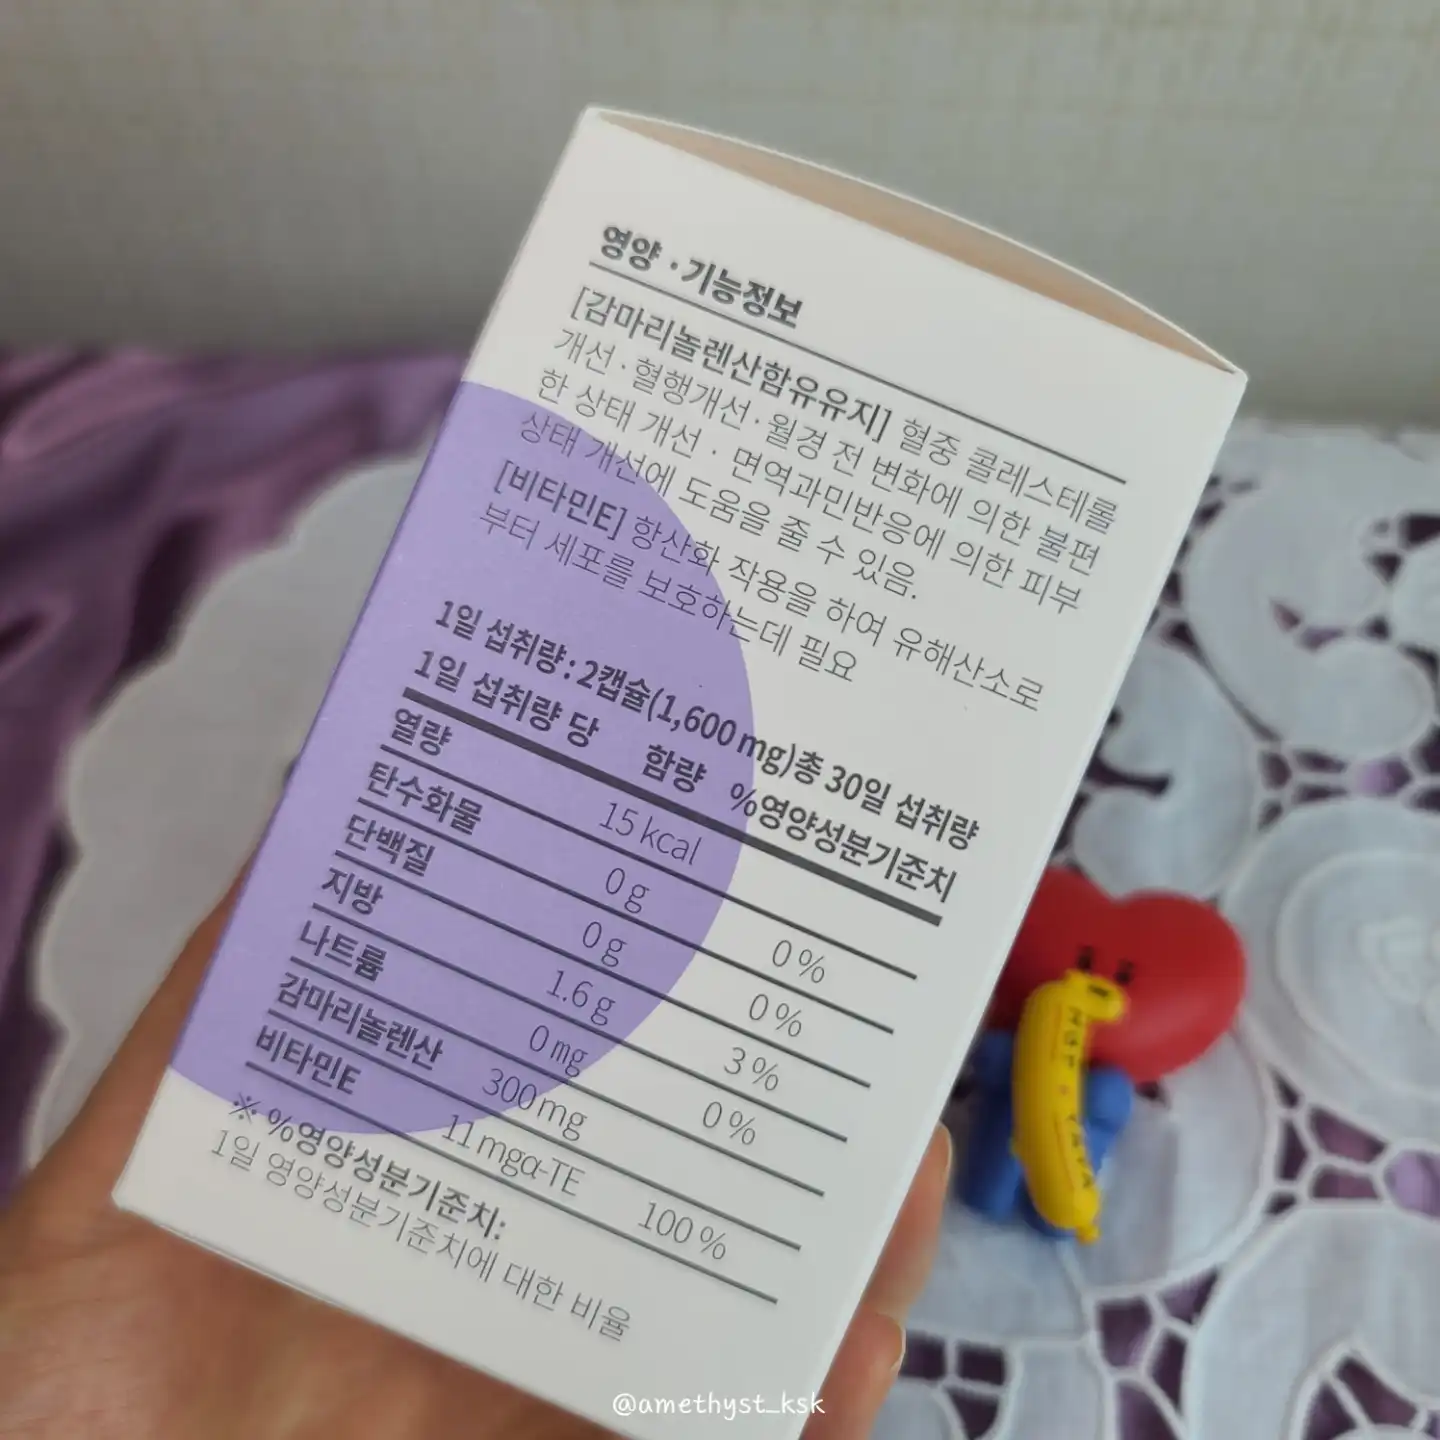 영양·기능정보
[감마리놀렌산함유유지] 혈중 콜레스테롤
개선·혈행개선·월경 전 변화에 의한 불편
한 상태 개선 · 면역과민반응에 의한 피부
상태 개선에 도움을 줄 수 있음.
[비타민E] 항산화 작용을 하여 유해산소로
부터 세포를 보호하는데 필요
1일 섭취량 : 2캡슐(1,600 mg)총 30일 섭취량
1일 섭취량 당 함량 %영양성분기준치
열량 15 kcal
탄수화물 0 g 0 %
단백질 0 g 0 %
지방 1.6 g 3 %
나트륨 0 mg 0 %
감마리놀렌산 300 mg
비타민E 11 mgα-TE 100 %
※ %영양성분기준치:
1일 영양성분기준치에 대한 비율
@amethyst_ksk